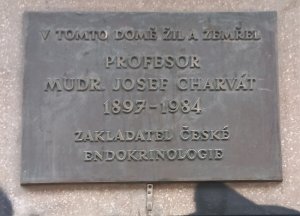 V TOMTO DOMĚ ŽIL A ZEMŘEL
PROFESOR
MUDR. JOSEF CHARVÁT
1897-1984
ZAKLADATEL ČESKÉ
ENDOKRINOLOGIE